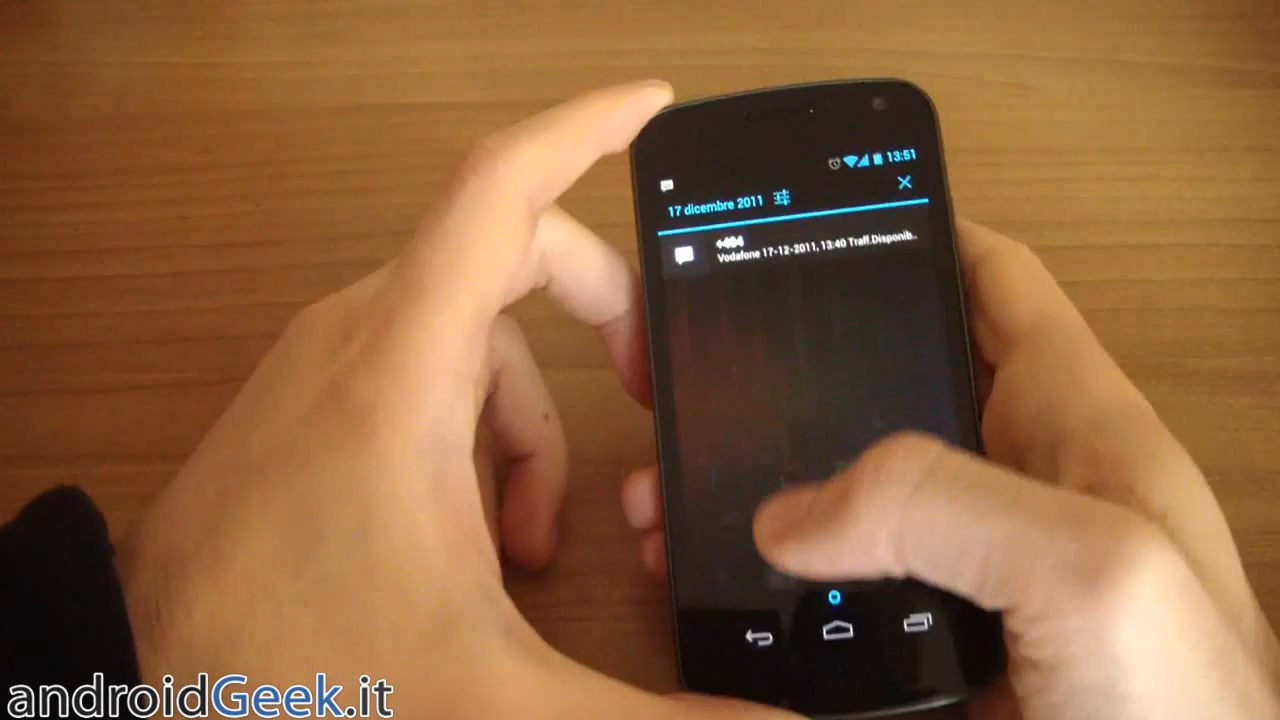 13:51
17 dicembre 2011
+404
Vodafone 17-12-2011, 13:40 Traff.Disponib..
androidGeek.it